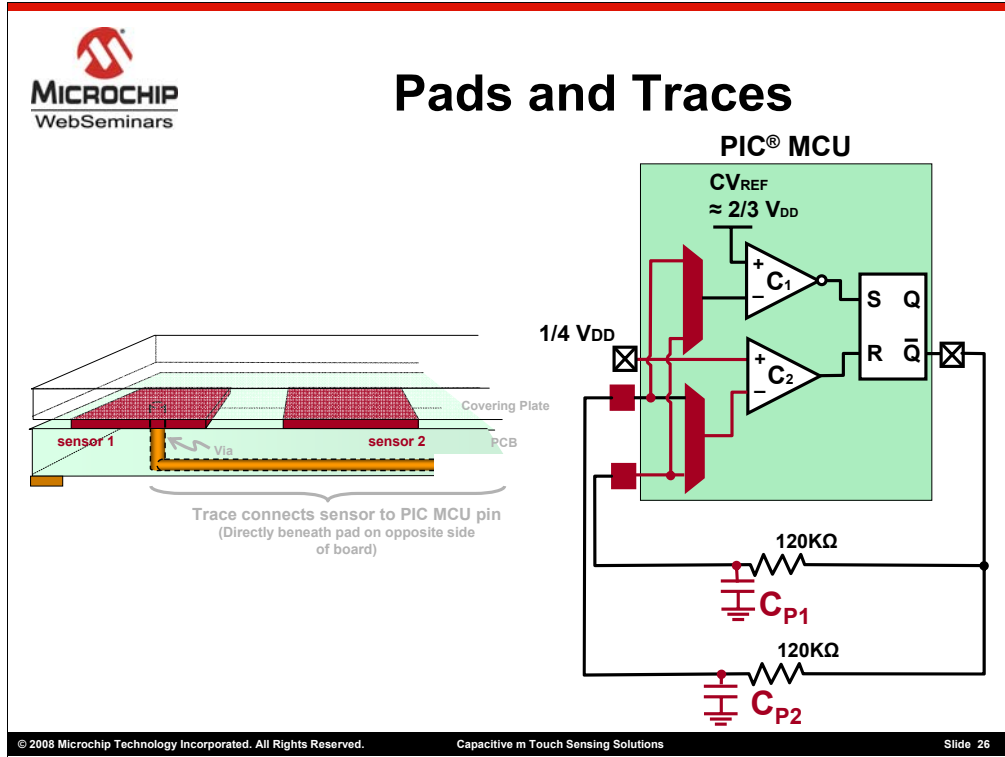 MICROCHIP
WebSeminars
Pads and Traces
PIC® MCU
CVREF
≈ 2/3 VDD
+
C1
−
S Q
1/4 VDD
+
C2
−
R Q̅
Covering Plate
sensor 1
sensor 2
Via
PCB
Trace connects sensor to PIC MCU pin
(Directly beneath pad on opposite side
of board)
120KΩ
CP1
120KΩ
CP2
© 2008 Microchip Technology Incorporated. All Rights Reserved. Capacitive m Touch Sensing Solutions Slide 26